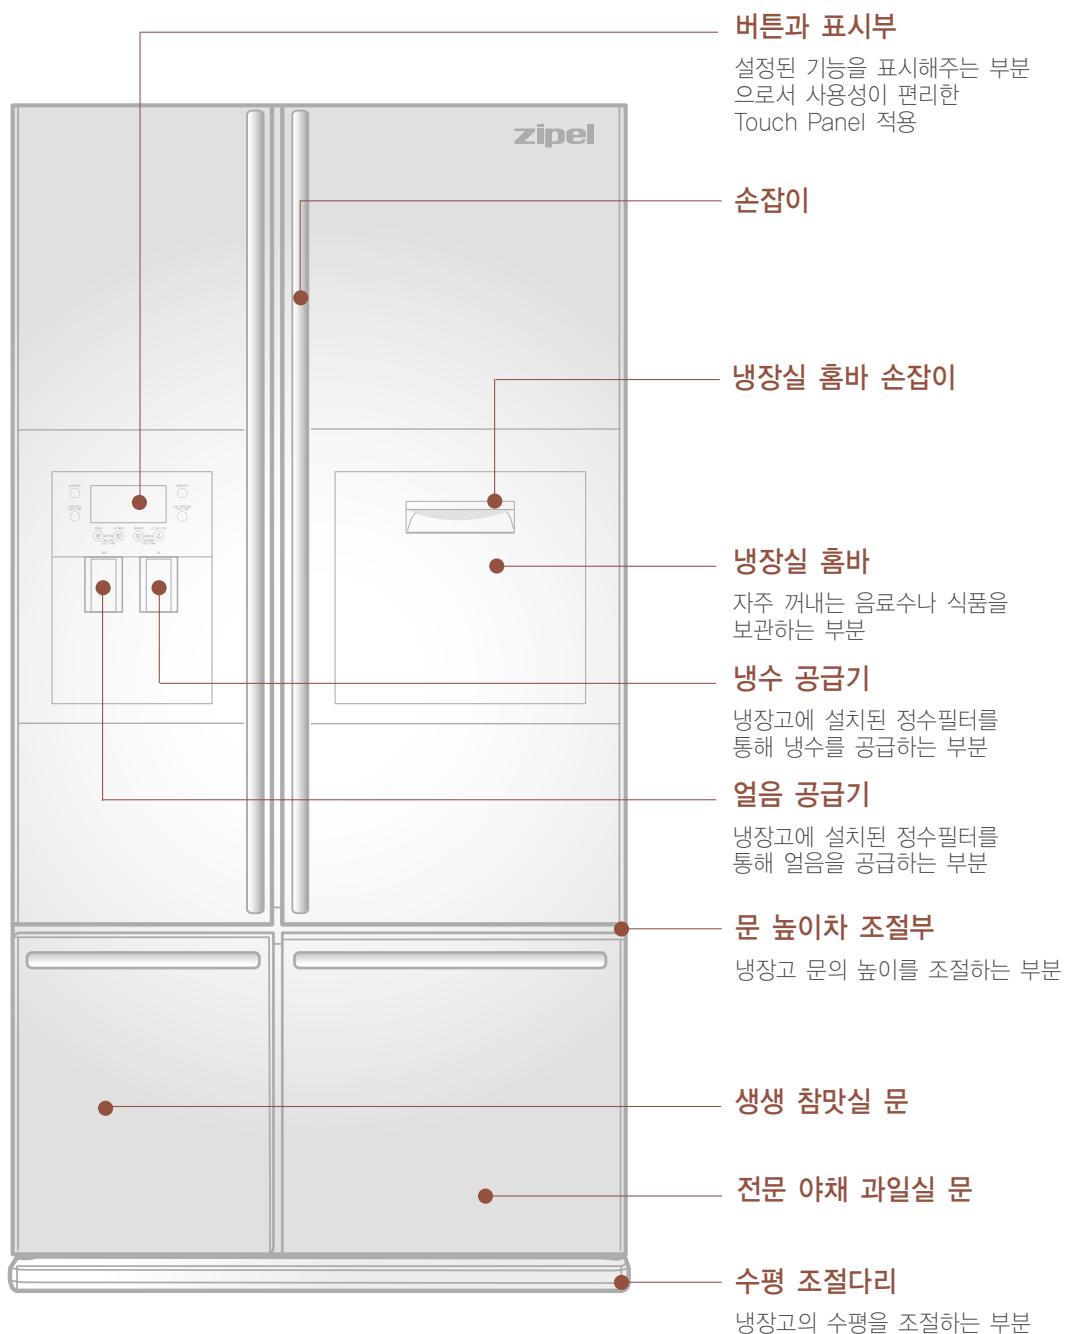 버튼과 표시부
설정된 기능을 표시해주는 부분
으로서 사용성이 편리한
Touch Panel 적용
zipel
손잡이
냉장실 홈바 손잡이
냉장실 홈바
자주 꺼내는 음료수나 식품을
보관하는 부분
냉수 공급기
냉장고에 설치된 정수필터를
통해 냉수를 공급하는 부분
얼음 공급기
냉장고에 설치된 정수필터를
통해 얼음을 공급하는 부분
문 높이차 조절부
냉장고 문의 높이를 조절하는 부분
생생 참맛실 문
전문 야채 과일실 문
수평 조절다리
냉장고의 수평을 조절하는 부분